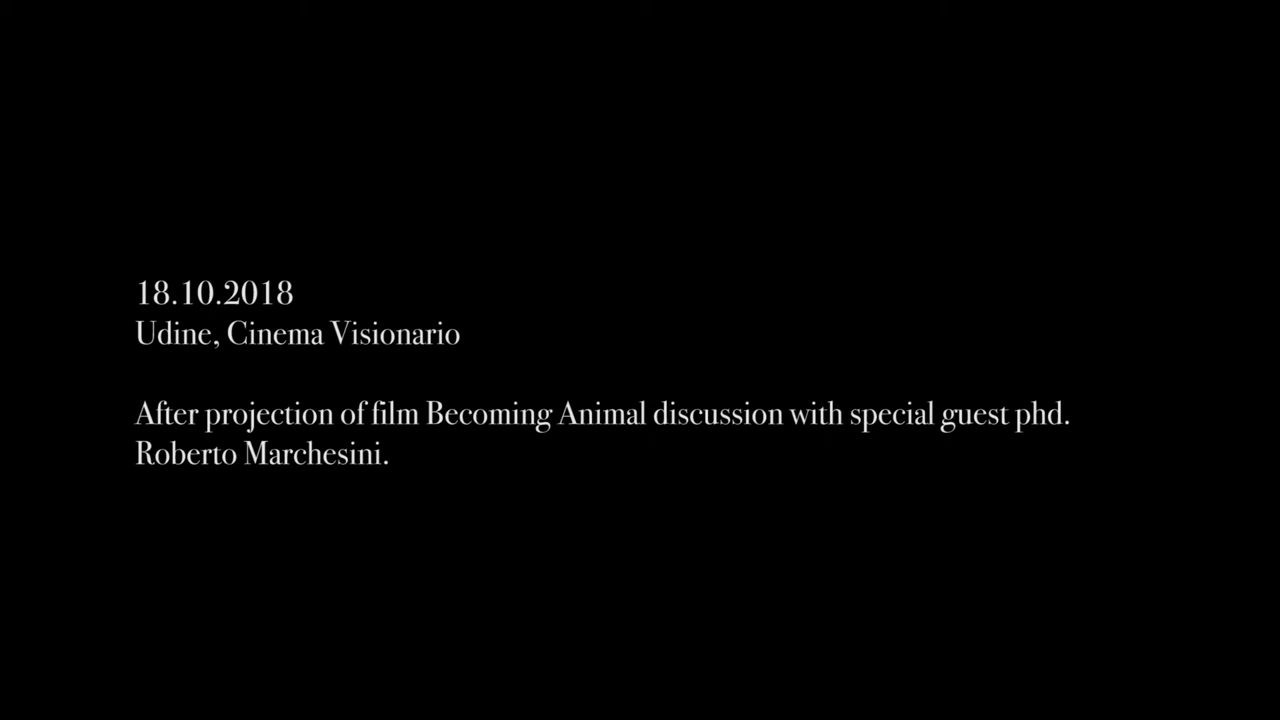 18.10.2018
Udine, Cinema Visionario
After projection of film Becoming Animal discussion with special guest phd.
Roberto Marchesini.